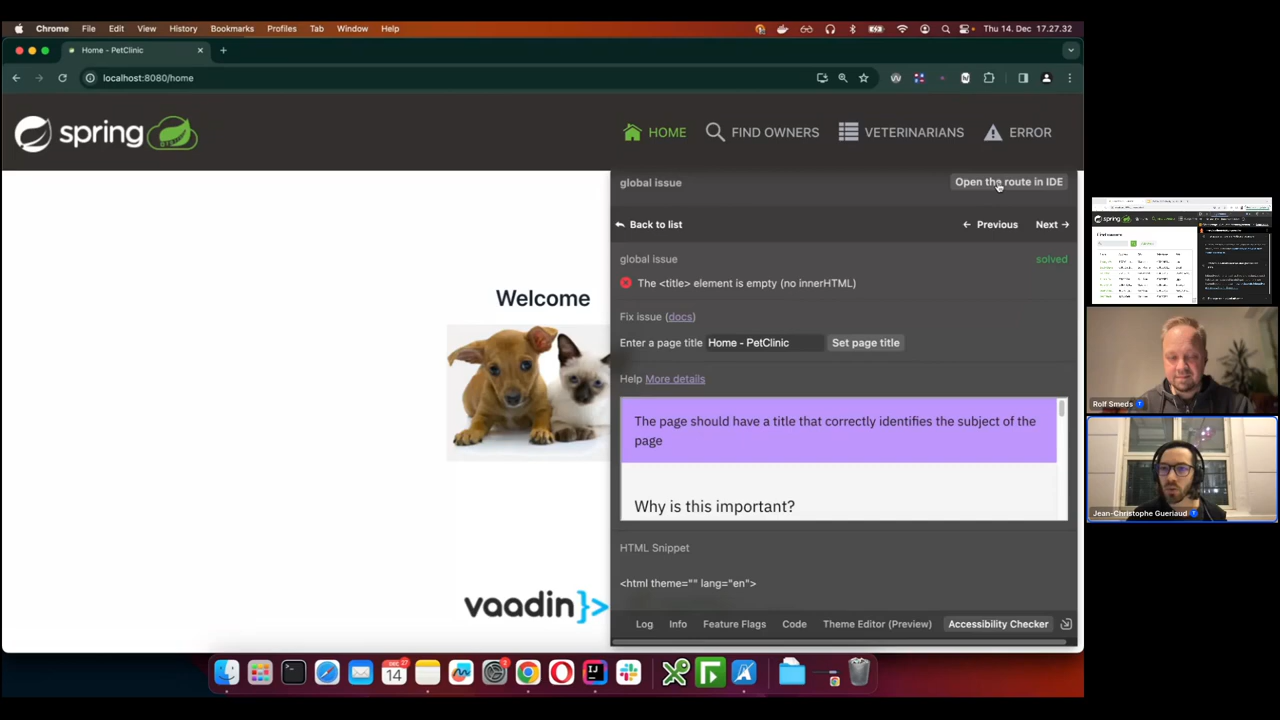 Chrome File Edit View History Bookmarks Profiles Tab Window Help Thu 14. Dec 17.27.32
Home - PetClinic
localhost:8080/home
spring
HOME FIND OWNERS VETERINARIANS ERROR
global issue Open the route in IDE
Back to list Previous Next
global issue solved
The <title> element is empty (no innerHTML)
Fix issue (docs)
Enter a page title Home - PetClinic Set page title
Help More details
The page should have a title that correctly identifies the subject of the
page
Why is this important?
HTML Snippet
<html theme="" lang="en">
Log Info Feature Flags Code Theme Editor (Preview) Accessibility Checker
Welcome
vaadin}>
DEC
14
spring
Rolf Smeds
Jean-Christophe Gueriaud